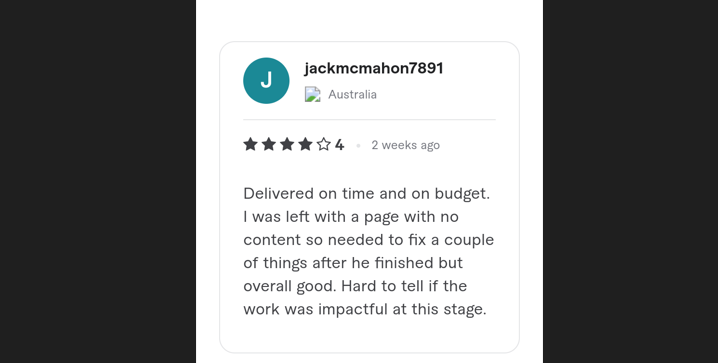 J
jackmcmahon7891
Australia
4 • 2 weeks ago
Delivered on time and on budget.
I was left with a page with no
content so needed to fix a couple
of things after he finished but
overall good. Hard to tell if the
work was impactful at this stage.